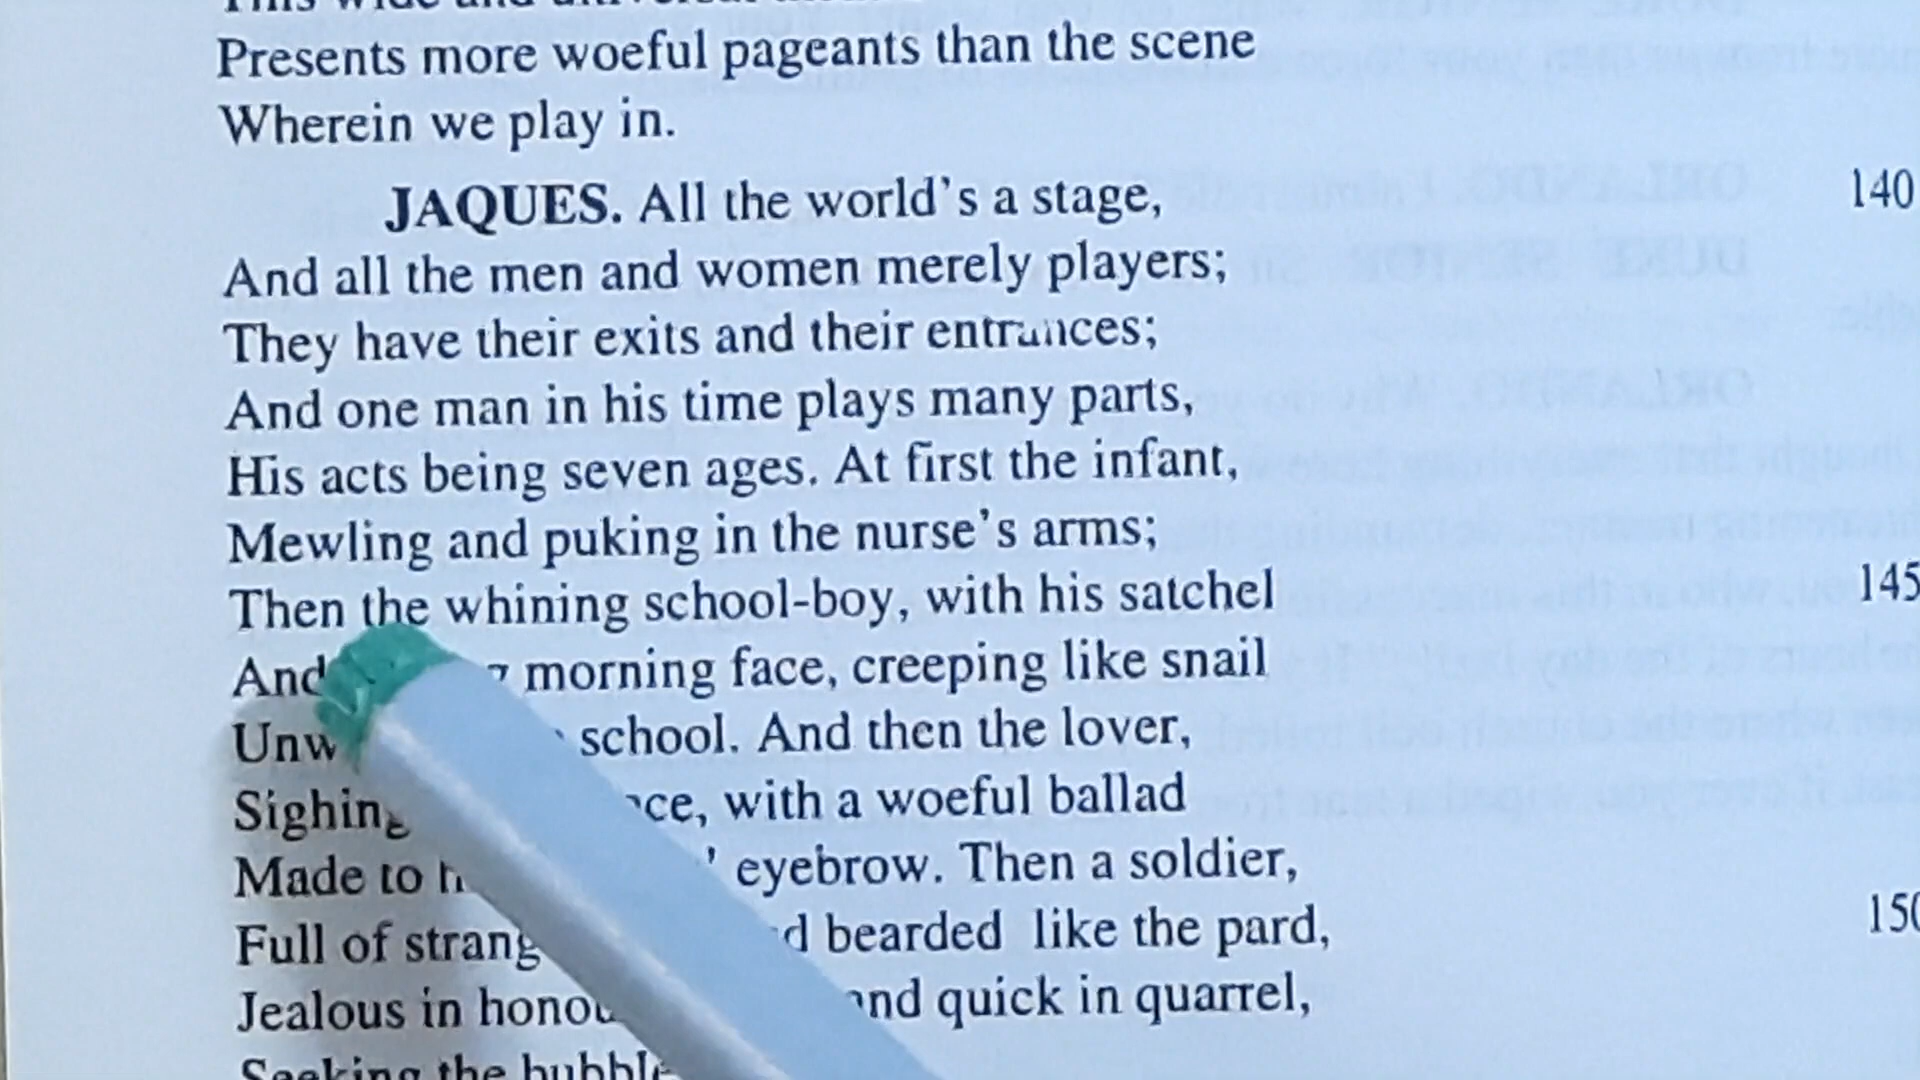 Presents more woeful pageants than the scene
Wherein we play in.
JAQUES. All the world's a stage, 140
And all the men and women merely players;
They have their exits and their entrances;
And one man in his time plays many parts,
His acts being seven ages. At first the infant,
Mewling and puking in the nurse's arms;
Then the whining school-boy, with his satchel 145
And morning face, creeping like snail
school. And then the lover,
Sighing with a woeful ballad
Made to eyebrow. Then a soldier,
Full of bearded like the pard, 150
Jealous in and quick in quarrel,
Seeking the